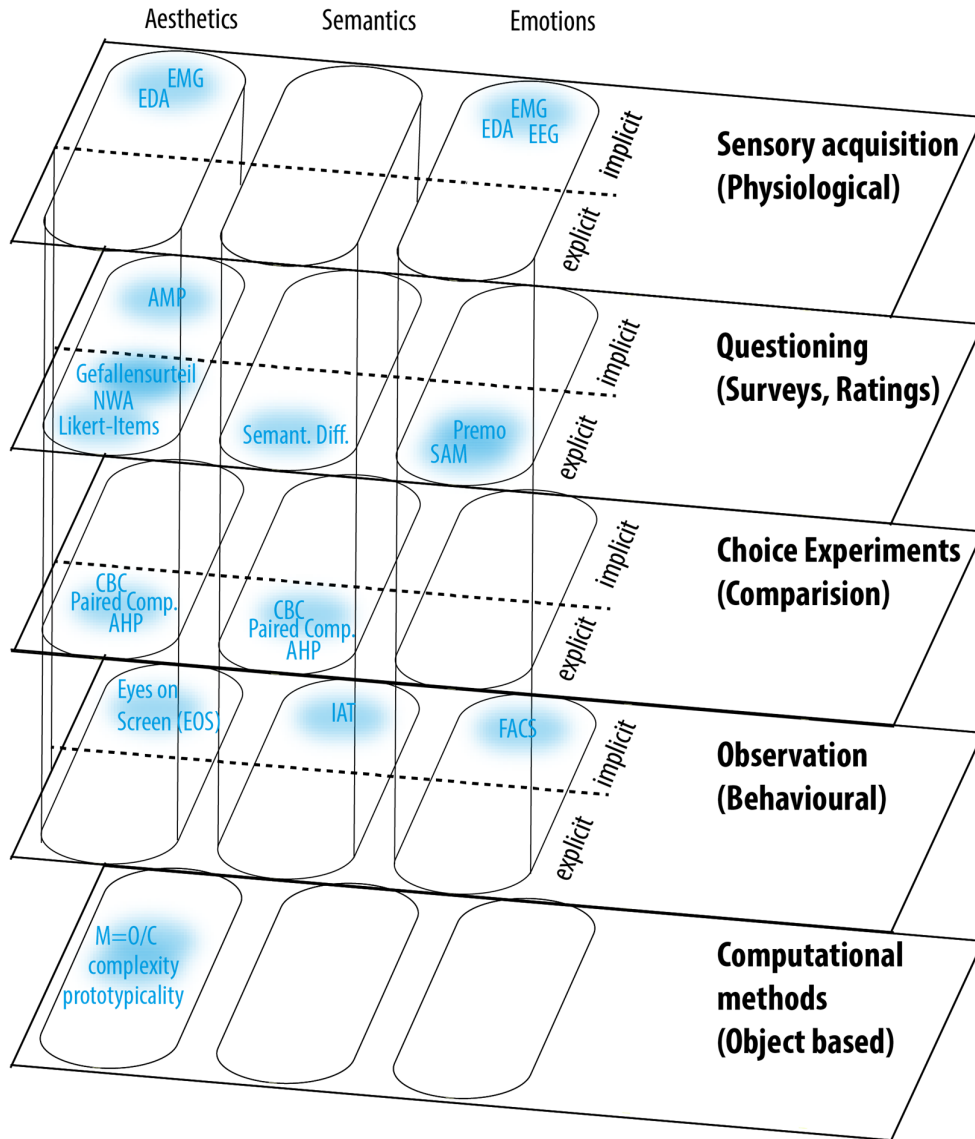 Aesthetics Semantics Emotions
EMG
EDA
EMG
EDA EEG
implicit
explicit
Sensory acquisition
(Physiological)
AMP
Gefallensurteil
NWA
Likert-Items
Semant. Diff.
Premo
SAM
implicit
explicit
Questioning
(Surveys, Ratings)
CBC
Paired Comp.
AHP
CBC
Paired Comp.
AHP
implicit
explicit
Choice Experiments
(Comparision)
Eyes on
Screen (EOS)
IAT
FACS
implicit
explicit
Observation
(Behavioural)
M=O/C
complexity
prototypicality
Computational
methods
(Object based)